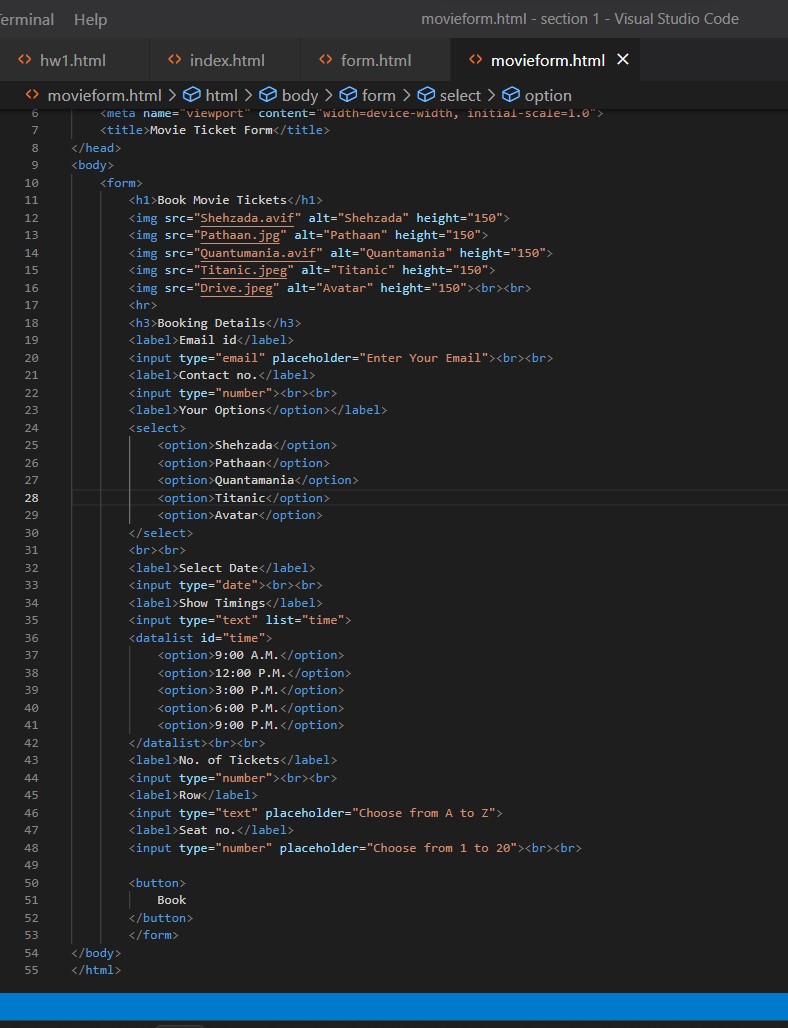 Terminal Help movieform.html - section 1 - Visual Studio Code
hw1.html index.html form.html movieform.html
movieform.html > html > body > form > select > option
6 <meta name="viewport" content="width=device-width, initial-scale=1.0">
7 <title>Movie Ticket Form</title>
8 </head>
9 <body>
10 <form>
11 <h1>Book Movie Tickets</h1>
12 <img src="Shehzada.avif" alt="Shehzada" height="150">
13 <img src="Pathaan.jpg" alt="Pathaan" height="150">
14 <img src="Quantumania.avif" alt="Quantamania" height="150">
15 <img src="Titanic.jpeg" alt="Titanic" height="150">
16 <img src="Drive.jpeg" alt="Avatar" height="150"><br><br>
17 <hr>
18 <h3>Booking Details</h3>
19 <label>Email id</label>
20 <input type="email" placeholder="Enter Your Email"><br><br>
21 <label>Contact no.</label>
22 <input type="number"><br><br>
23 <label>Your Options</option></label>
24 <select>
25 <option>Shehzada</option>
26 <option>Pathaan</option>
27 <option>Quantamania</option>
28 <option>Titanic</option>
29 <option>Avatar</option>
30 </select>
31 <br><br>
32 <label>Select Date</label>
33 <input type="date"><br><br>
34 <label>Show Timings</label>
35 <input type="text" list="time">
36 <datalist id="time">
37 <option>9:00 A.M.</option>
38 <option>12:00 P.M.</option>
39 <option>3:00 P.M.</option>
40 <option>6:00 P.M.</option>
41 <option>9:00 P.M.</option>
42 </datalist><br><br>
43 <label>No. of Tickets</label>
44 <input type="number"><br><br>
45 <label>Row</label>
46 <input type="text" placeholder="Choose from A to Z">
47 <label>Seat no.</label>
48 <input type="number" placeholder="Choose from 1 to 20"><br><br>
49
50 <button>
51 Book
52 </button>
53 </form>
54 </body>
55 </html>